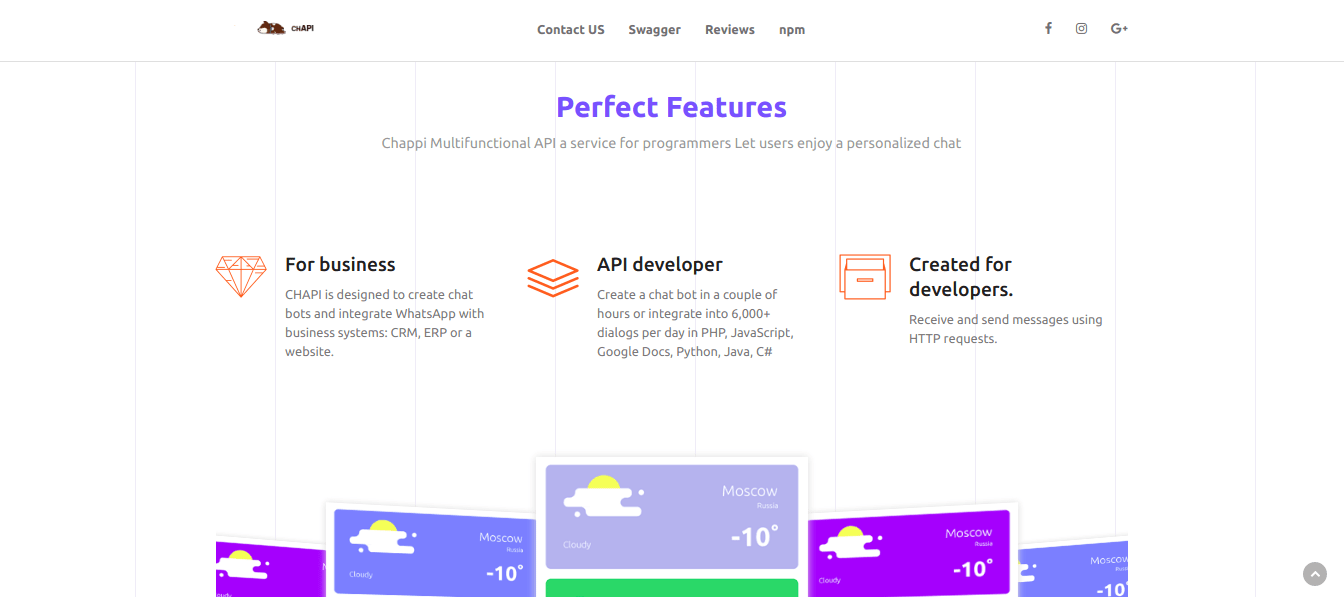 CHAPI
Contact US Swagger Reviews npm
Perfect Features
Chappi Multifunctional API a service for programmers Let users enjoy a personalized chat
For business
CHAPI is designed to create chat
bots and integrate WhatsApp with
business systems: CRM, ERP or a
website.
API developer
Create a chat bot in a couple of
hours or integrate into 6,000+
dialogs per day in PHP, JavaScript,
Google Docs, Python, Java, C#
Created for
developers.
Receive and send messages using
HTTP requests.
Moscow
Russia
Cloudy
-10°
Moscow
Russia
Cloudy
-10°
Moscow
Russia
Cloudy
-10°
Moscow
-10°